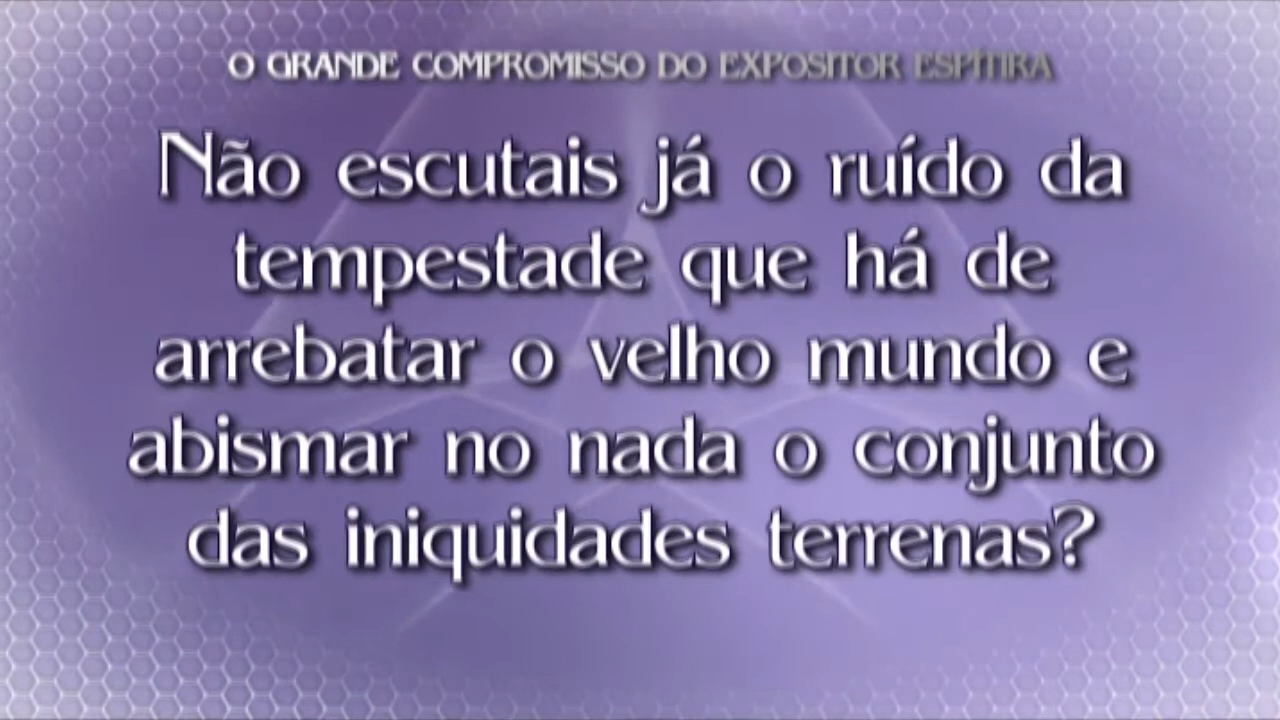 O GRANDE COMPROMISSO DO EXPOSITOR ESPÍTIRA
Não escutais já o ruído da
tempestade que há de
arrebatar o velho mundo e
abismar no nada o conjunto
das iniquidades terrenas?